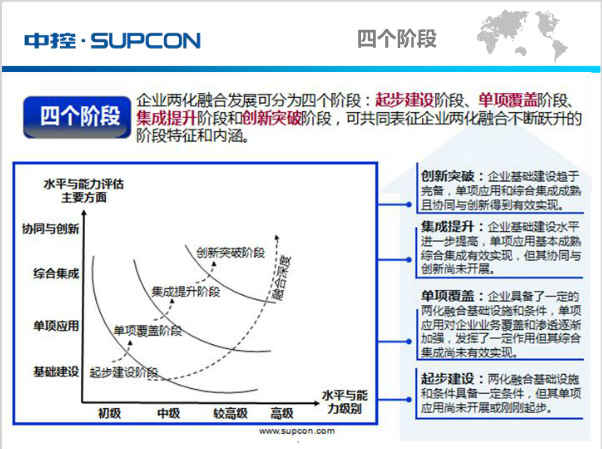 中控·SUPCON
四个阶段
四个阶段
企业两化融合发展可分为四个阶段：起步建设阶段、单项覆盖阶段、
集成提升阶段和创新突破阶段，可共同表征企业两化融合不断跃升的
阶段特征和内涵。
水平与能力评估
主要方面
协同与创新
综合集成
单项应用
基础建设
创新突破阶段
集成提升阶段
单项覆盖阶段
起步建设阶段
融合深度
初级
中级
较高级
高级
水平与能
力级别
创新突破：企业基础建设趋于
完备，单项应用和综合集成成熟
且协同与创新得到有效实现。
集成提升：企业基础建设水平
进一步提高，单项应用基本成熟
综合集成有效实现，但其协同与
创新尚未开展。
单项覆盖：企业具备了一定的
两化融合基础设施和条件，单项
应用对企业业务覆盖和渗透逐渐
加强，发挥了一定作用但其综合
集成尚未有效实现。
起步建设：两化融合基础设施
和条件具备一定条件，但其单项
应用尚未开展或刚刚起步。
www.supcon.com